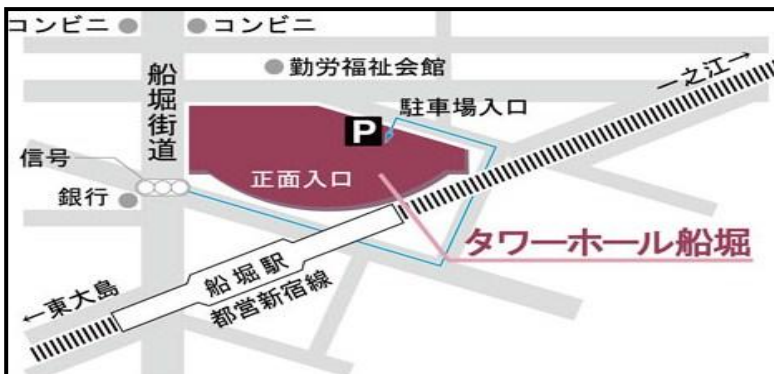 コンビニ
コンビニ
勤労福祉会館
船堀街道
一之江→
駐車場入口
P
信号
正面入口
銀行
タワーホール船堀
船堀駅
都営新宿線
←東大島